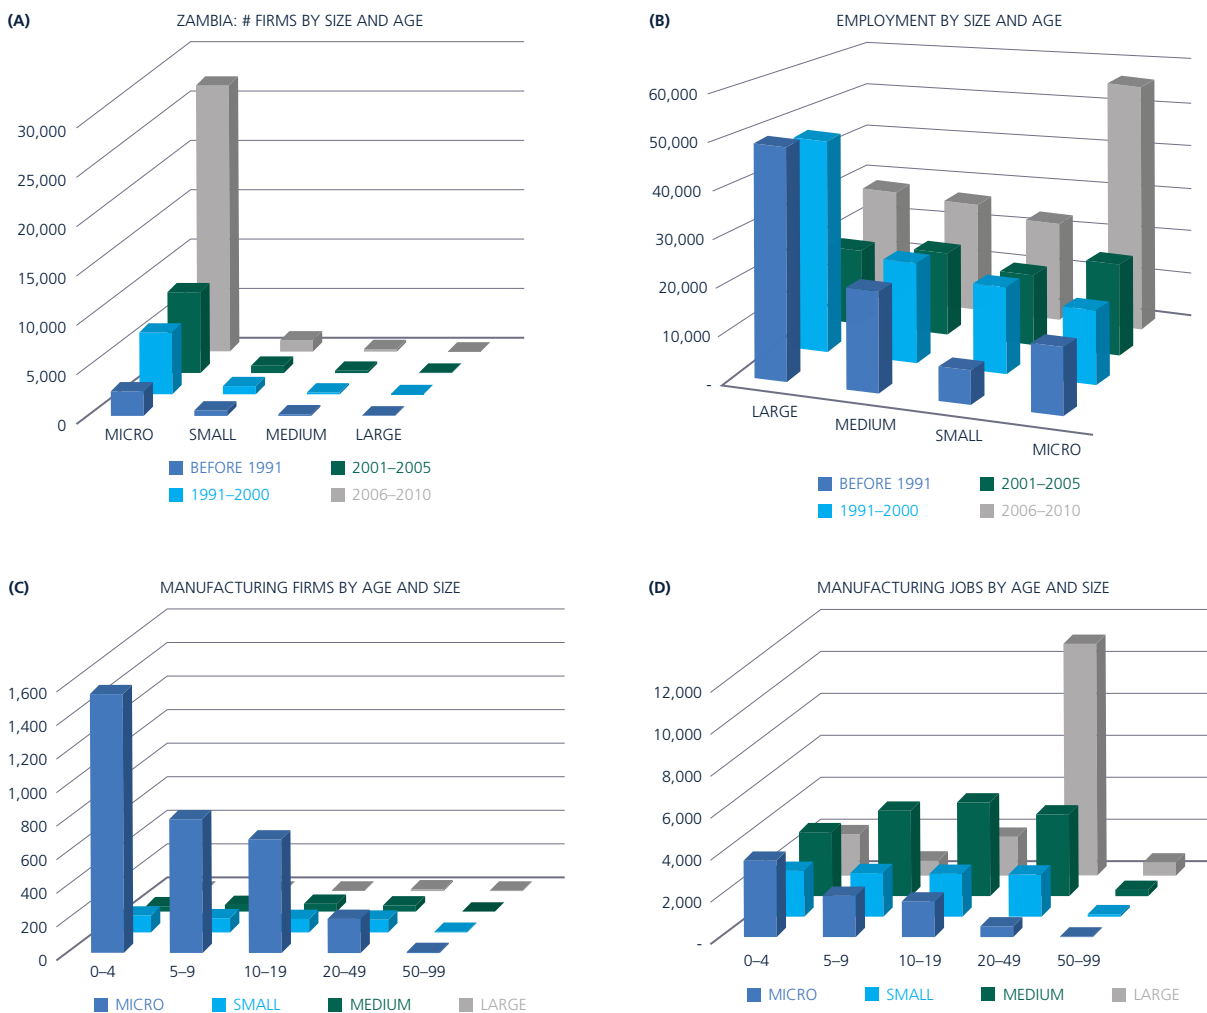 (A)
ZAMBIA: # FIRMS BY SIZE AND AGE
30,000
25,000
20,000
15,000
10,000
5,000
0
MICRO SMALL MEDIUM LARGE
BEFORE 1991 2001–2005
1991–2000 2006–2010
(B)
EMPLOYMENT BY SIZE AND AGE
60,000
50,000
40,000
30,000
20,000
10,000
-
LARGE
MEDIUM
SMALL
MICRO
BEFORE 1991 2001–2005
1991–2000 2006–2010
(C)
MANUFACTURING FIRMS BY AGE AND SIZE
1,600
1,400
1,200
1,000
800
600
400
200
0
0–4 5–9 10–19 20–49 50–99
MICRO SMALL MEDIUM LARGE
(D)
MANUFACTURING JOBS BY AGE AND SIZE
12,000
10,000
8,000
6,000
4,000
2,000
-
0–4 5–9 10–19 20–49 50–99
MICRO SMALL MEDIUM LARGE